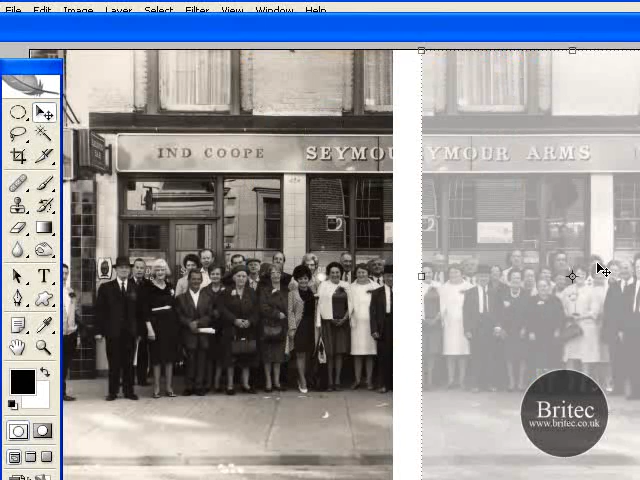 File Edit Image Layer Select Filter View Window Help
IND COOPE SEYMOU
YMOUR ARMS
T
Britec
www.britec.co.uk